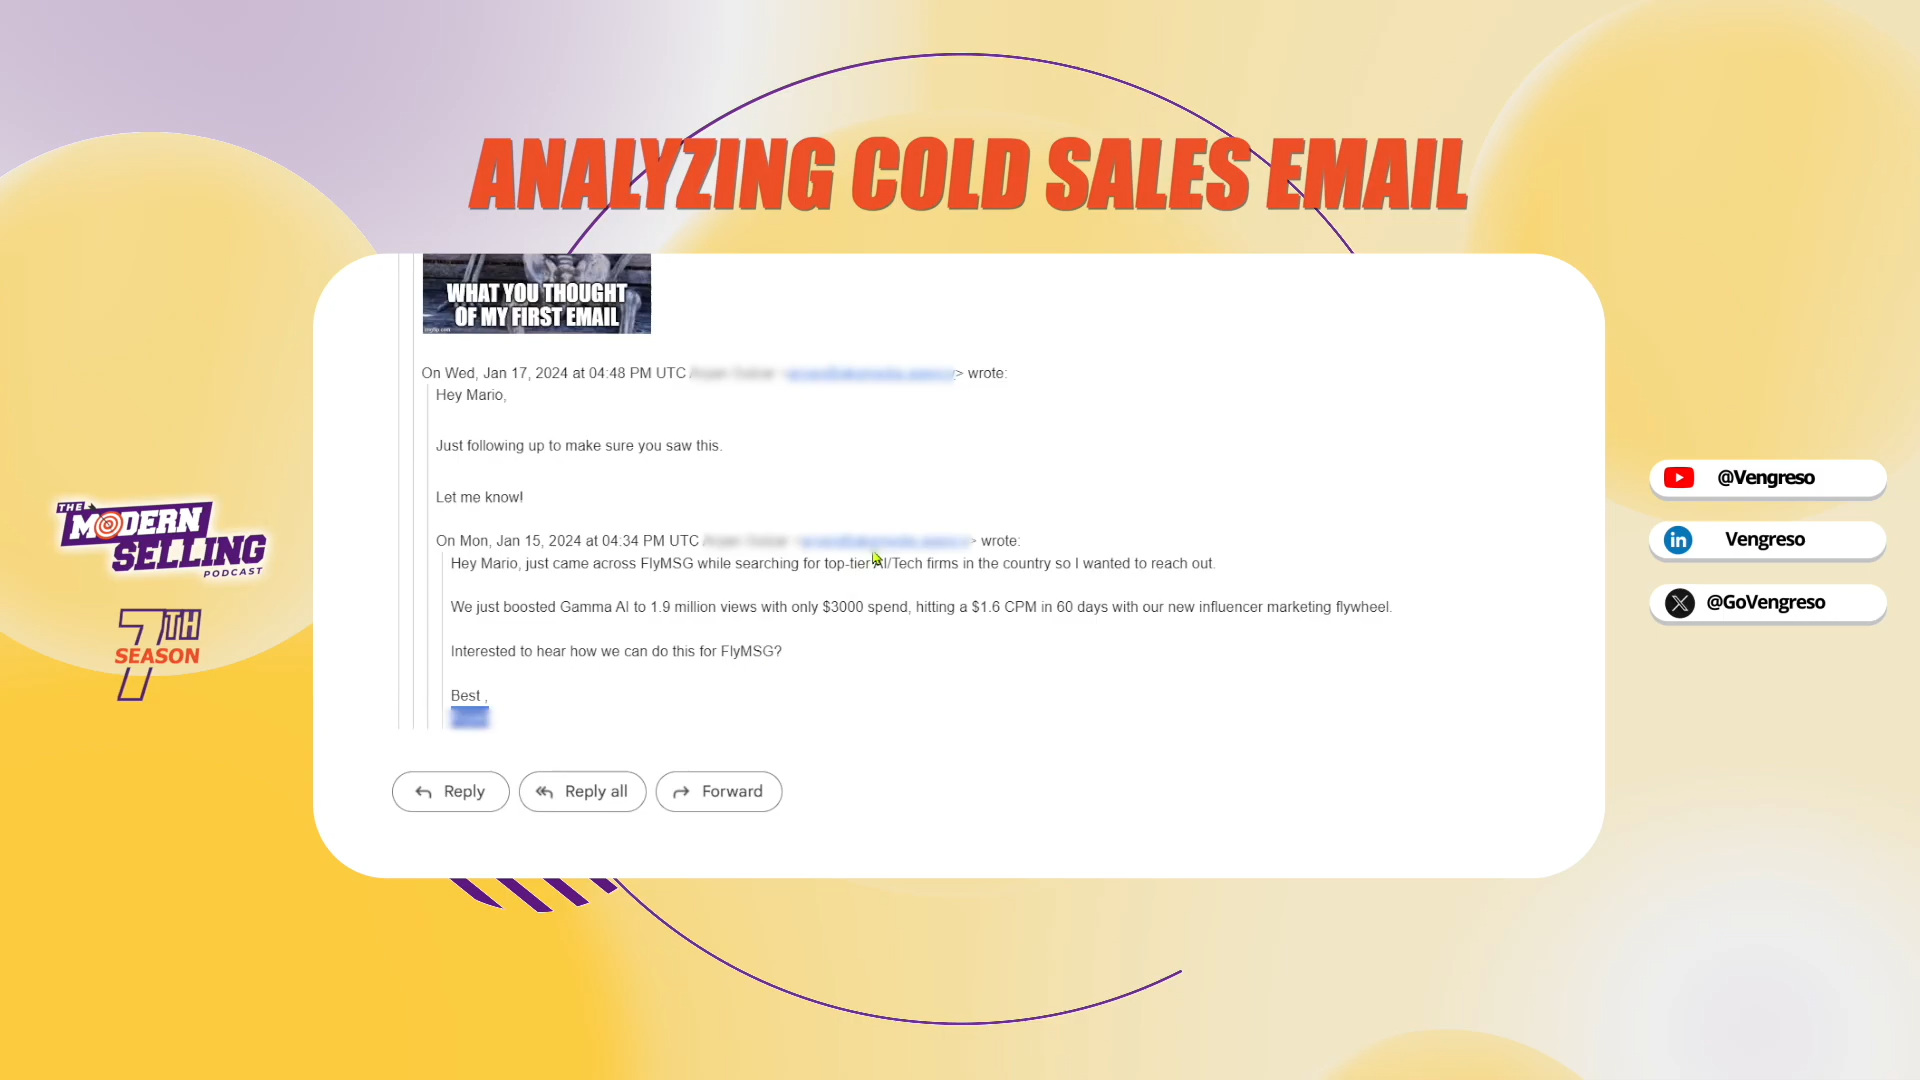 ANALYZING COLD SALES EMAIL
WHAT YOU THOUGHT
OF MY FIRST EMAIL
On Wed, Jan 17, 2024 at 04:48 PM UTC > wrote:
Hey Mario,
Just following up to make sure you saw this.
Let me know!
On Mon, Jan 15, 2024 at 04:34 PM UTC > wrote:
Hey Mario, just came across FlyMSG while searching for top-tier AI/Tech firms in the country so I wanted to reach out.
We just boosted Gamma AI to 1.9 million views with only $3000 spend, hitting a $1.6 CPM in 60 days with our new influencer marketing flywheel.
Interested to hear how we can do this for FlyMSG?
Best ,
Reply
Reply all
Forward
THE
MODERN
SELLING
PODCAST
7TH
SEASON
@Vengreso
in Vengreso
@GoVengreso